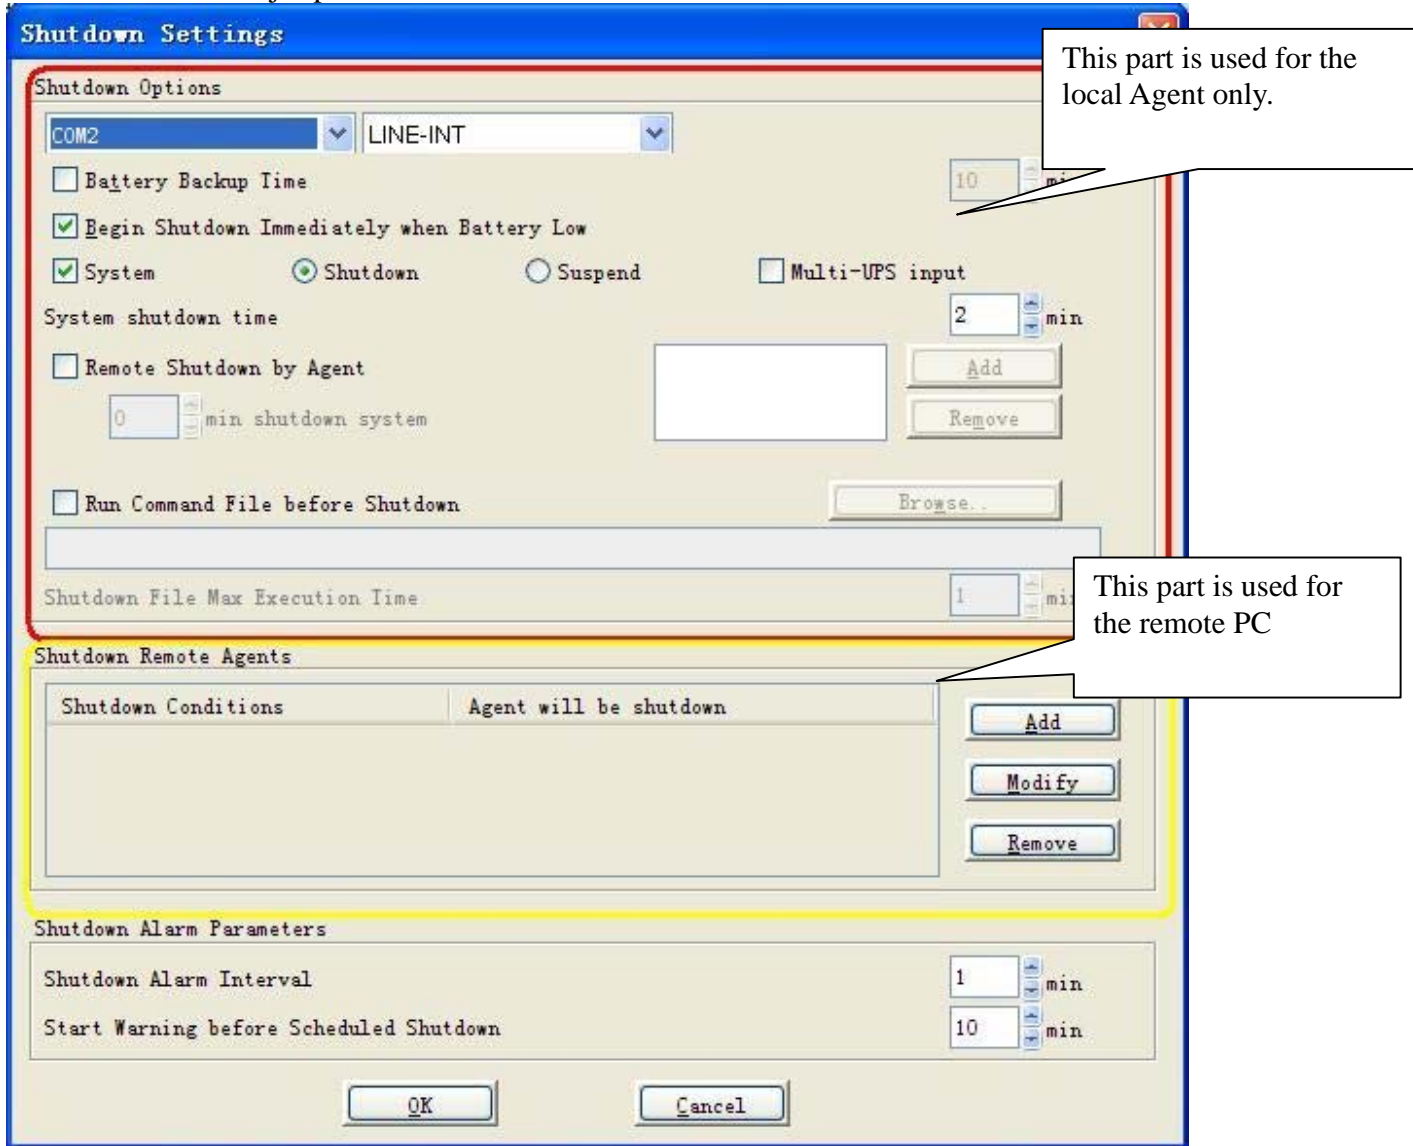 Shutdown Settings
This part is used for the
local Agent only.
Shutdown Options
COM2 LINE-INT
Battery Backup Time 10
Begin Shutdown Immediately when Battery Low
System Shutdown Suspend Multi-UPS input
System shutdown time 2 min
Remote Shutdown by Agent Add
0 min shutdown system Remove
Run Command File before Shutdown Browse..
Shutdown File Max Execution Time 1
This part is used for
the remote PC
Shutdown Remote Agents
Shutdown Conditions Agent will be shutdown
Add
Modify
Remove
Shutdown Alarm Parameters
Shutdown Alarm Interval 1 min
Start Warning before Scheduled Shutdown 10 min
OK Cancel